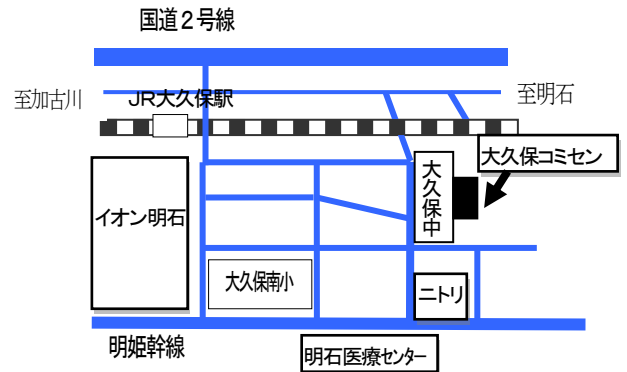 国道２号線
至加古川
JR大久保駅
至明石
大久保コミセン
大久保中
イオン明石
大久保南小
ニトリ
明姫幹線
明石医療センター